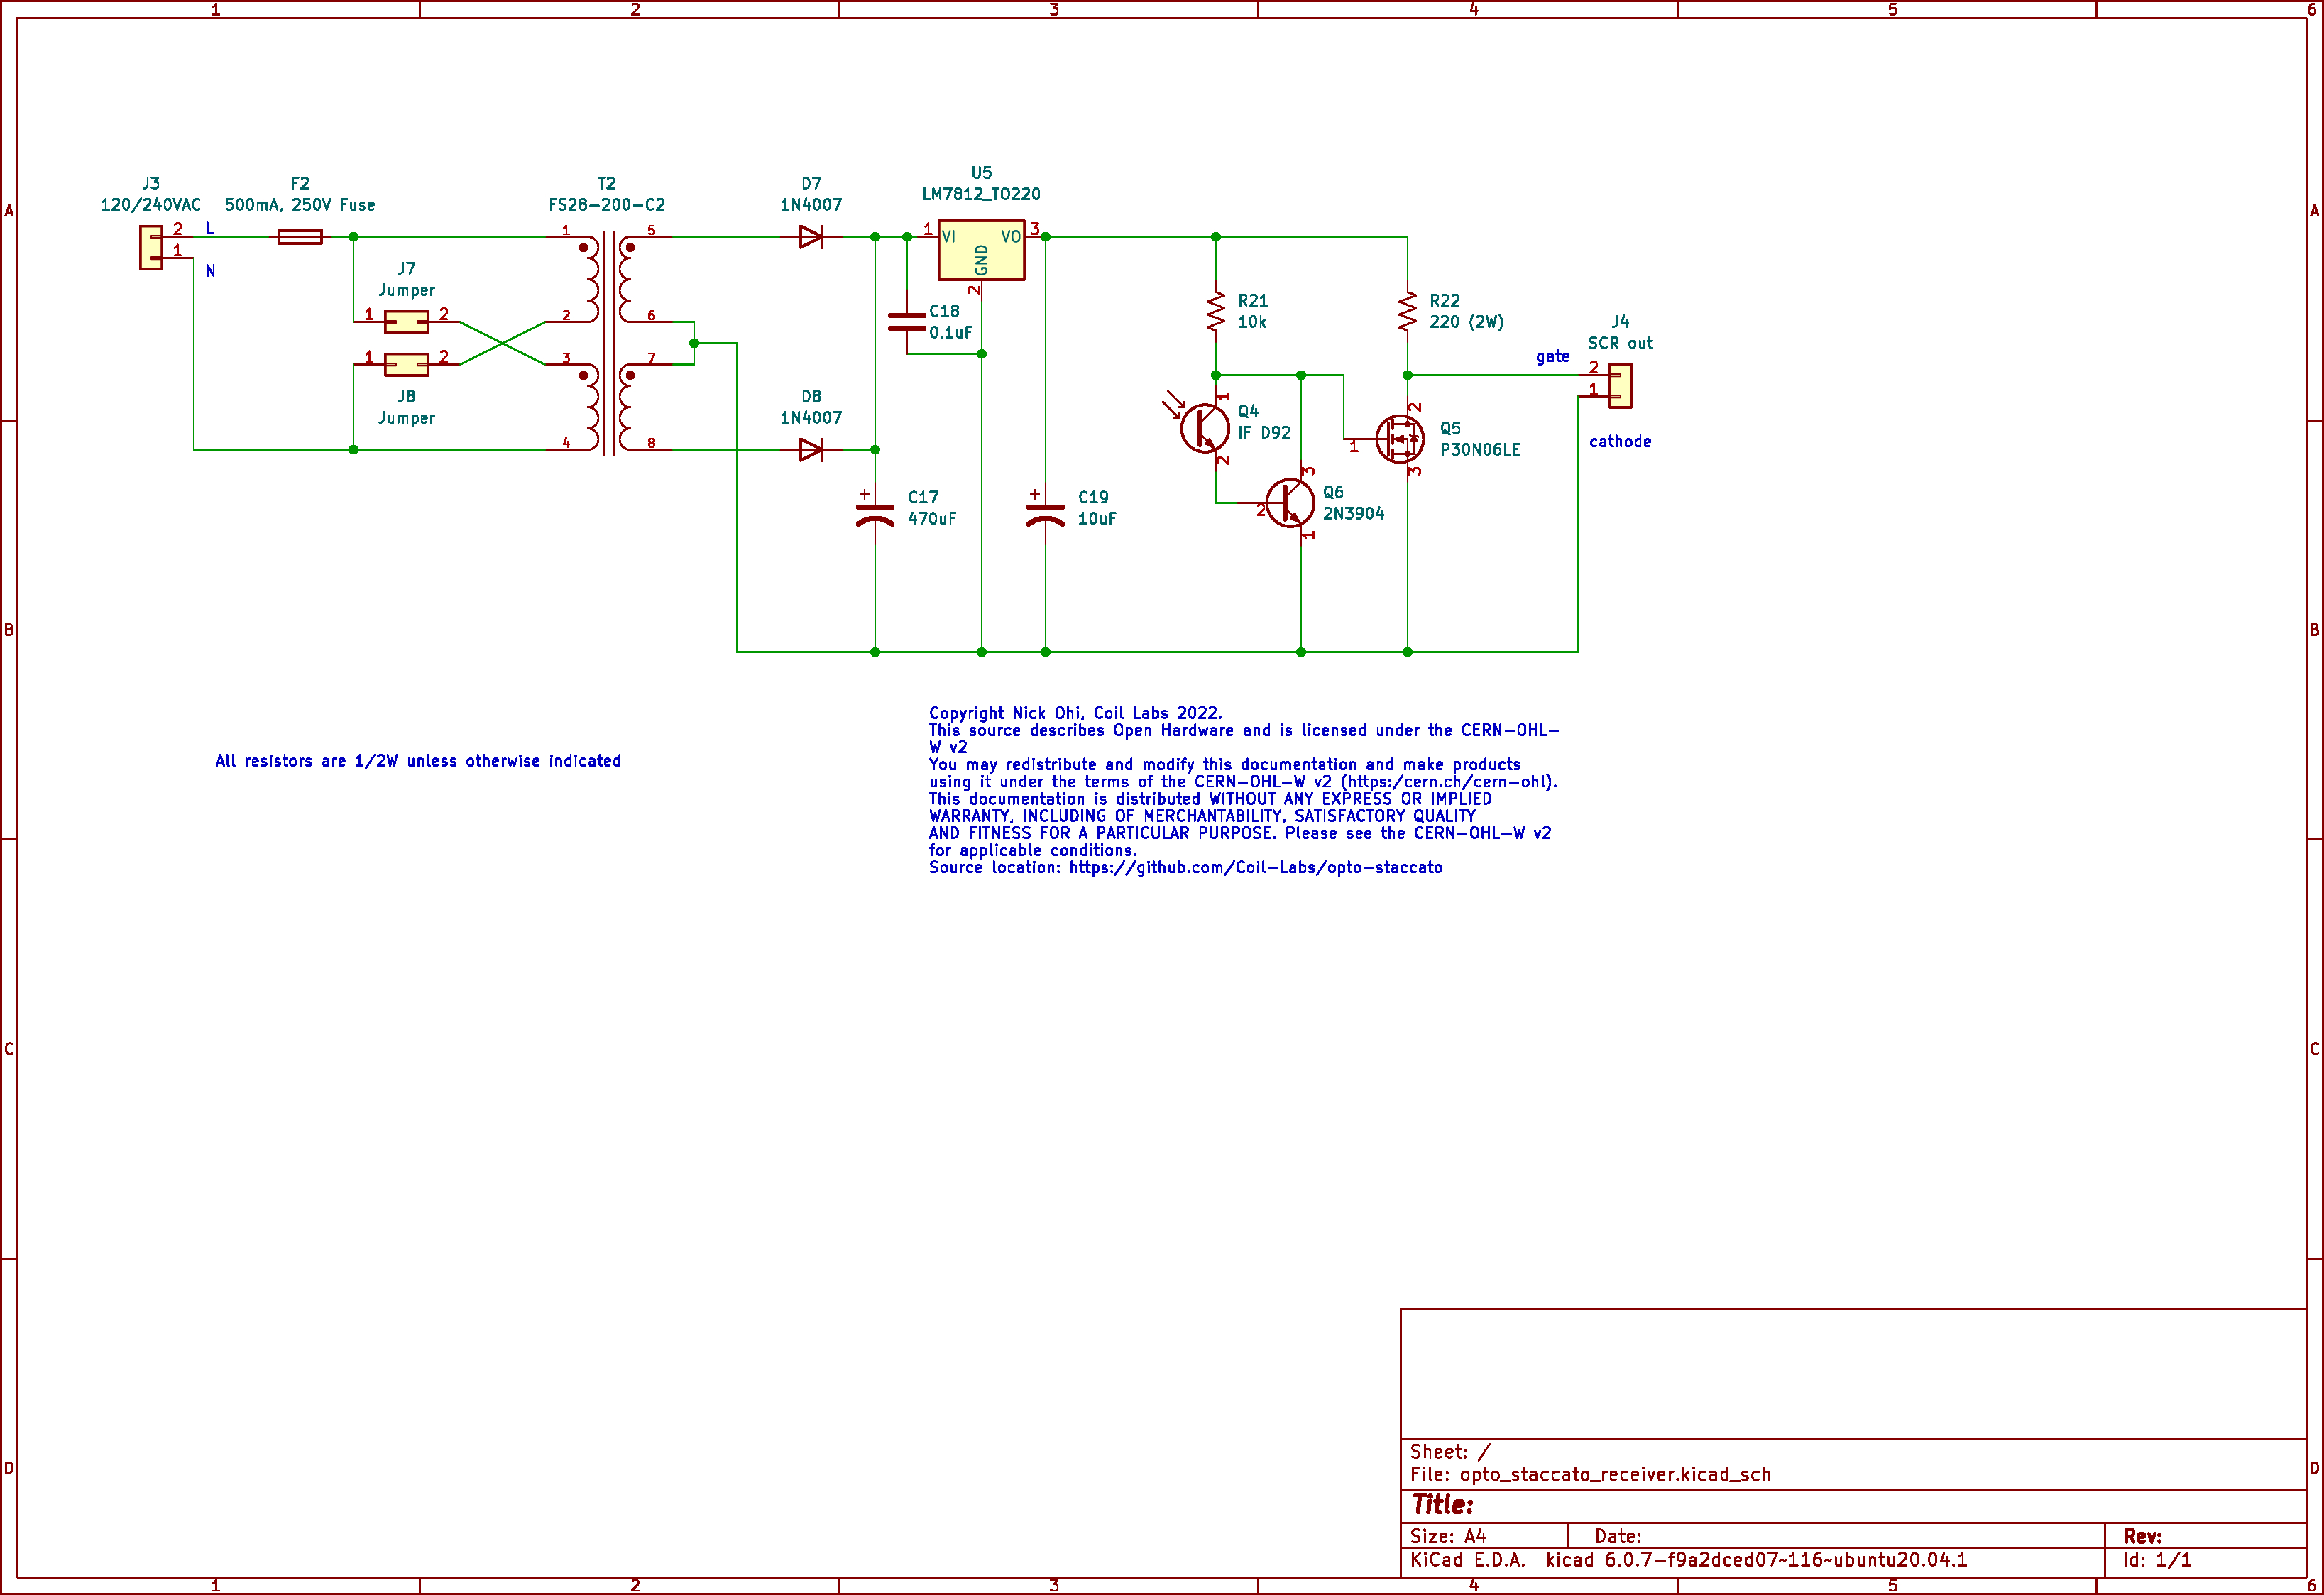 1 2 3 4 5 6
A A
B B
C C
D D
J3
120/240VAC
2 L
1 N
F2
500mA, 250V Fuse
J7
Jumper
1 2
1 2
J8
Jumper
T2
FS28-200-C2
1 5
2 6
3 7
4 8
D7
1N4007
D8
1N4007
U5
LM7812_TO220
1 VI VO 3
GND
2
C18
0.1uF
+ C17
470uF
+ C19
10uF
R21
10k
1
Q4
IF D92
2
3
Q6
2N3904
2
1
R22
220 (2W)
2
Q5
P30N06LE
1
3
gate
J4
SCR out
2
1
cathode
All resistors are 1/2W unless otherwise indicated
Copyright Nick Ohi, Coil Labs 2022.
This source describes Open Hardware and is licensed under the CERN-OHL-
W v2
You may redistribute and modify this documentation and make products
using it under the terms of the CERN-OHL-W v2 (https:/cern.ch/cern-ohl).
This documentation is distributed WITHOUT ANY EXPRESS OR IMPLIED
WARRANTY, INCLUDING OF MERCHANTABILITY, SATISFACTORY QUALITY
AND FITNESS FOR A PARTICULAR PURPOSE. Please see the CERN-OHL-W v2
for applicable conditions.
Source location: https://github.com/Coil-Labs/opto-staccato
Sheet: /
File: opto_staccato_receiver.kicad_sch
Title:
Size: A4 Date: Rev:
KiCad E.D.A. kicad 6.0.7-f9a2dced07~116~ubuntu20.04.1 Id: 1/1
1 2 3 4 5 6